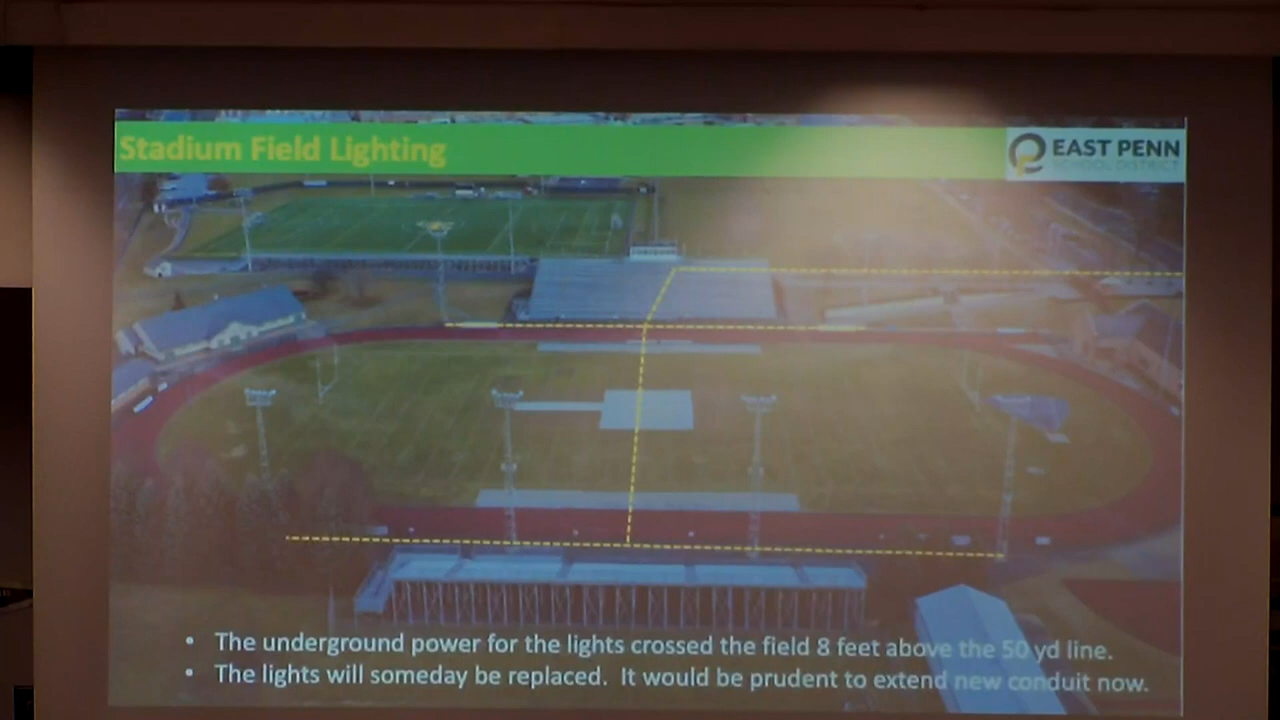 Stadium Field Lighting
EAST PENN
SCHOOL DISTRICT
• The underground power for the lights crossed the field 8 feet above the 50 yd line.
• The lights will someday be replaced. It would be prudent to extend new conduit now.